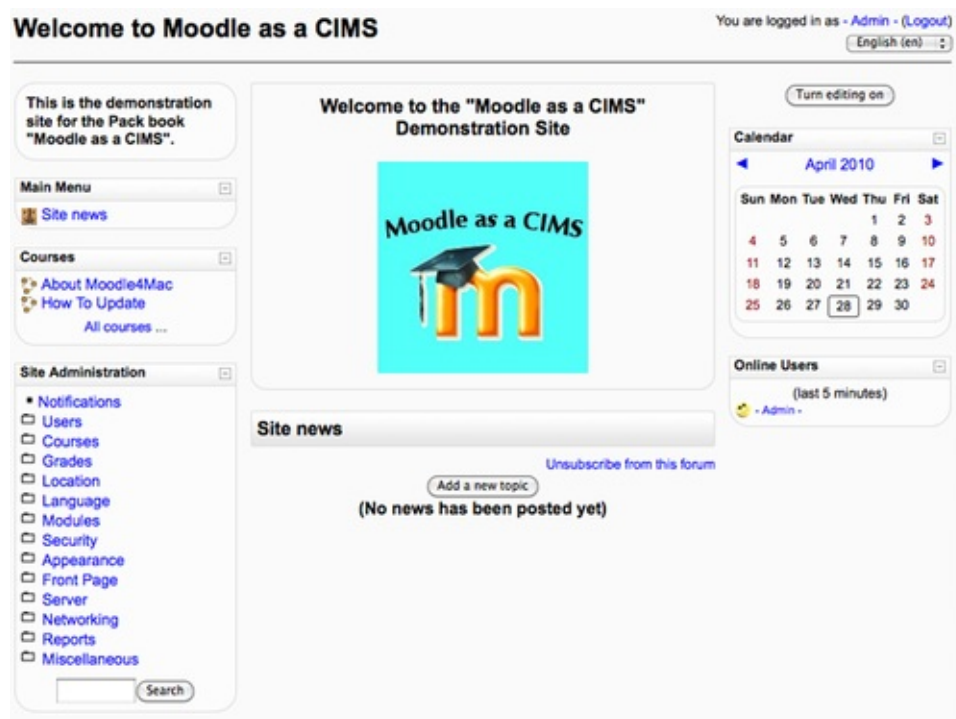 Welcome to Moodle as a CIMS
You are logged in as - Admin - (Logout)
English (en)
This is the demonstration
site for the Pack book
"Moodle as a CIMS".
Main Menu
Site news
Courses
About Moodle4Mac
How To Update
All courses ...
Site Administration
Notifications
Users
Courses
Grades
Location
Language
Modules
Security
Appearance
Front Page
Server
Networking
Reports
Miscellaneous
Search
Welcome to the "Moodle as a CIMS"
Demonstration Site
Moodle as a CIMS
m
Site news
Unsubscribe from this forum
Add a new topic
(No news has been posted yet)
Turn editing on
Calendar
April 2010
Sun Mon Tue Wed Thu Fri Sat
1 2 3
4 5 6 7 8 9 10
11 12 13 14 15 16 17
18 19 20 21 22 23 24
25 26 27 28 29 30
Online Users
(last 5 minutes)
- Admin -